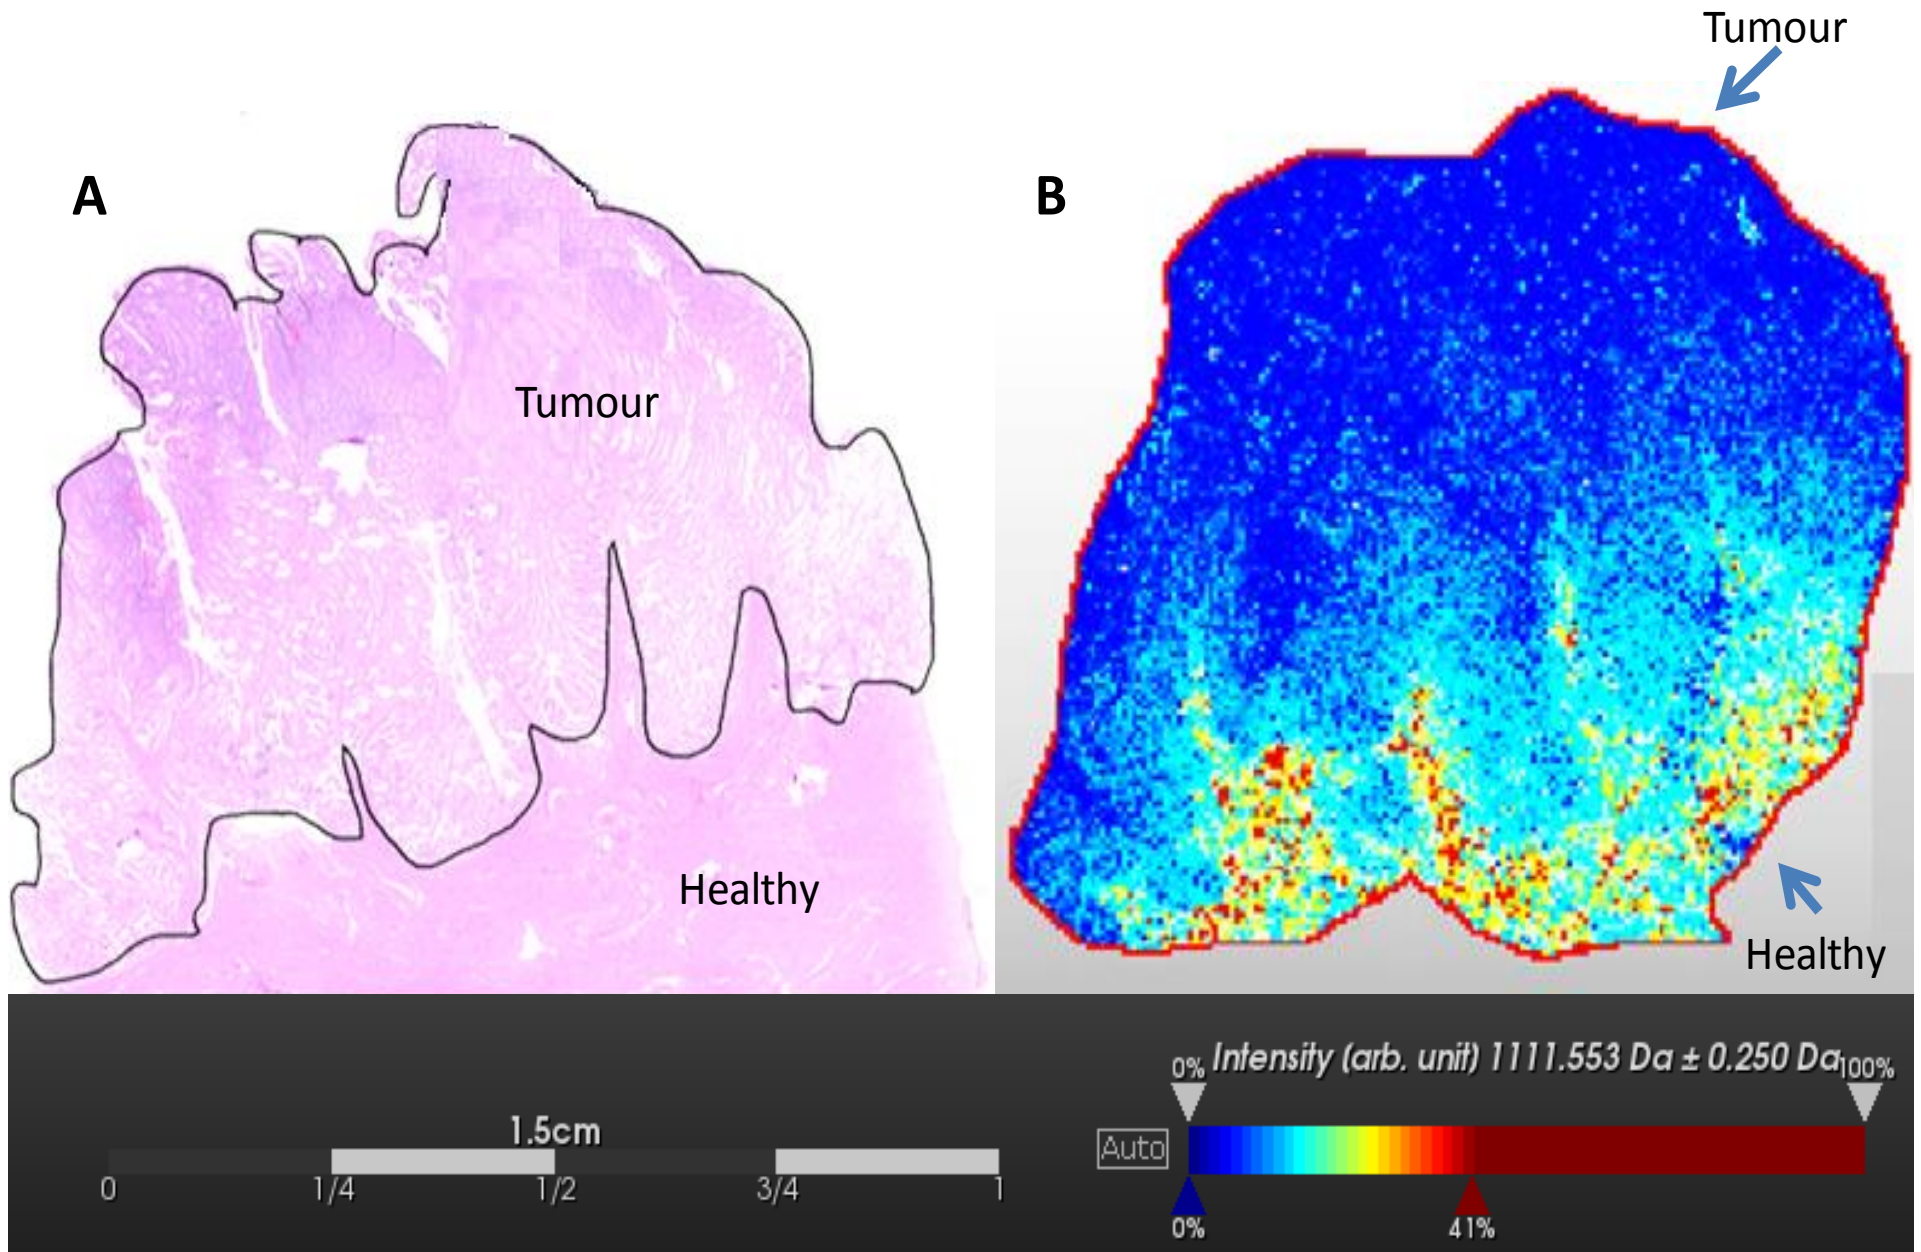 Tumour
A
B
Tumour
Healthy
Healthy
0% Intensity (arb. unit) 1111.553 Da ± 0.250 Da 100%
1.5cm
Auto
0 1/4 1/2 3/4 1
0% 41%